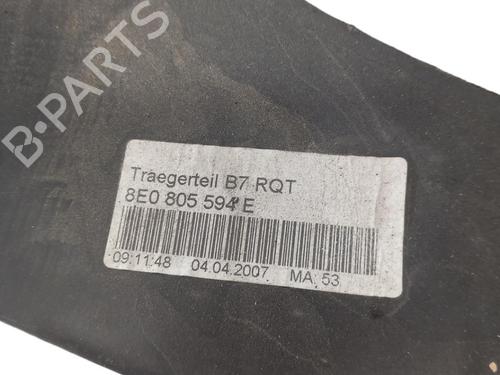 B-PARTS
Traegerteil B7 RQT
8E0 805 594 E
09:11:48 04.04.2007 MA: 53